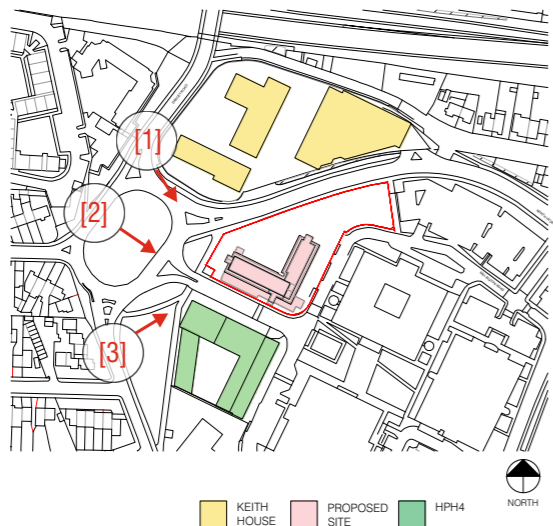 [1]
[2]
[3]
NORTH
KEITH
HOUSE
PROPOSED
SITE
HPH4